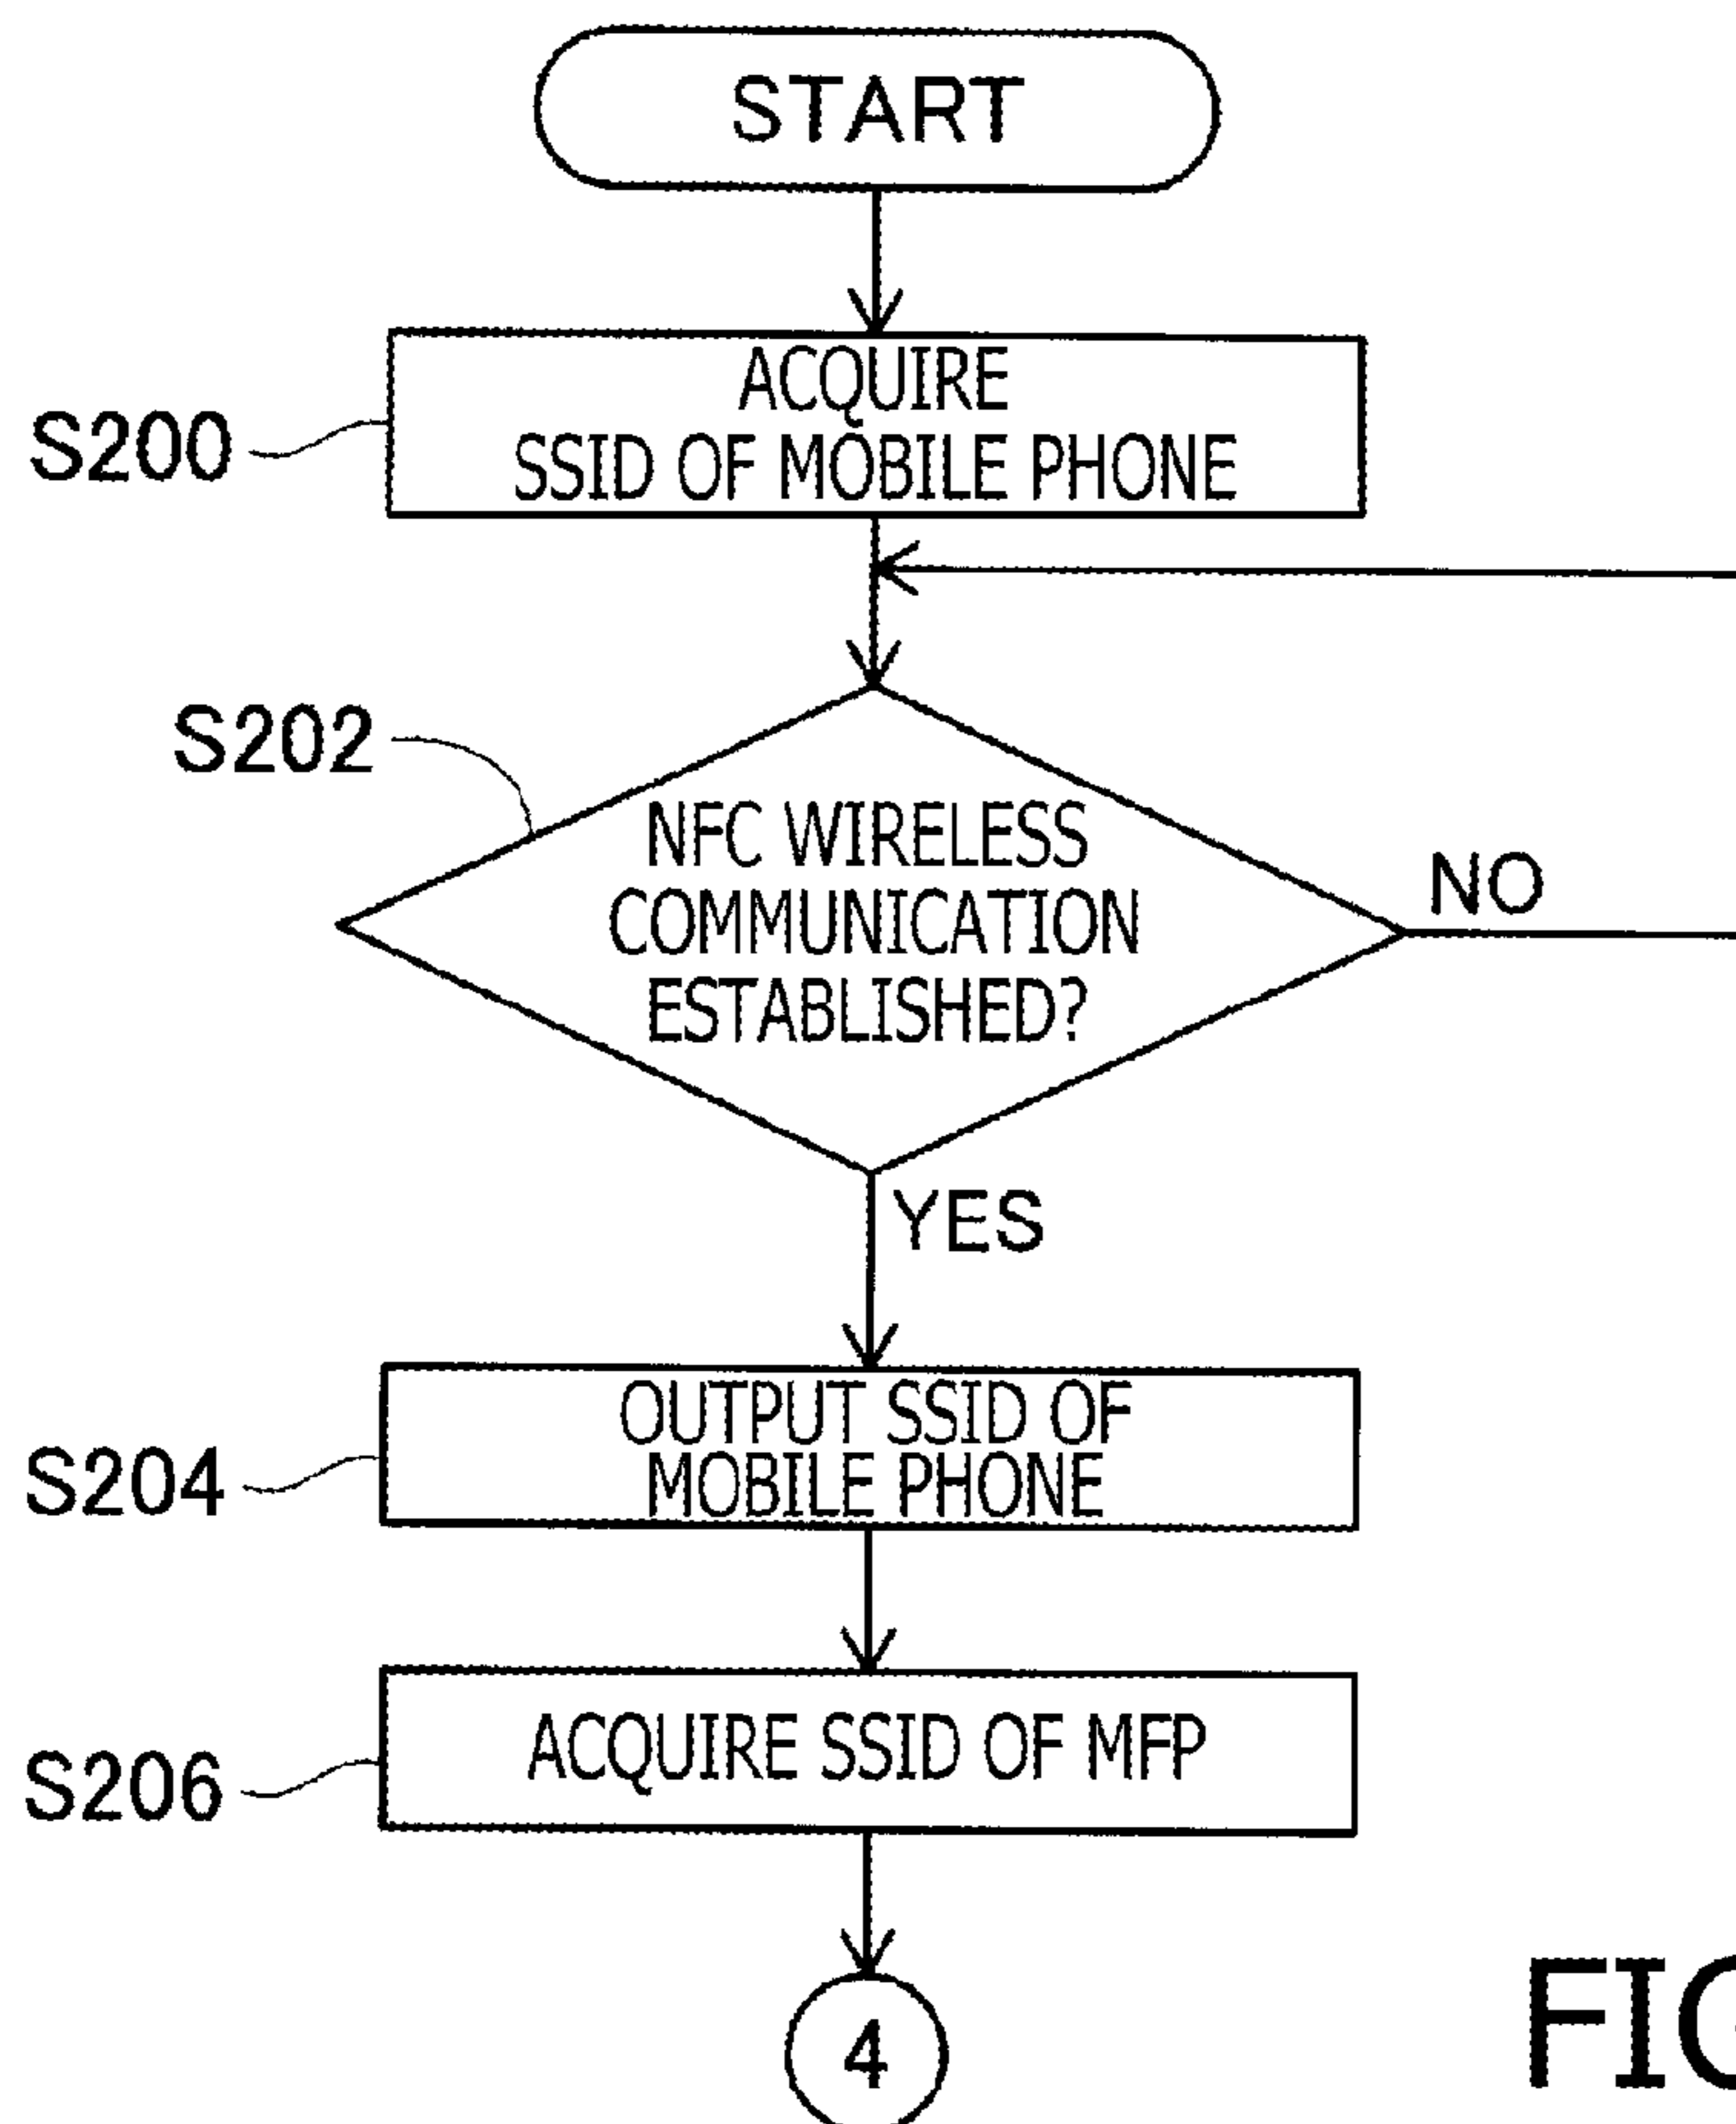 START
S200
ACQUIRE
SSID OF MOBILE PHONE
S202
NFC WIRELESS
COMMUNICATION
ESTABLISHED?
NO
YES
S204
OUTPUT SSID OF
MOBILE PHONE
S206
ACQUIRE SSID OF MFP
4